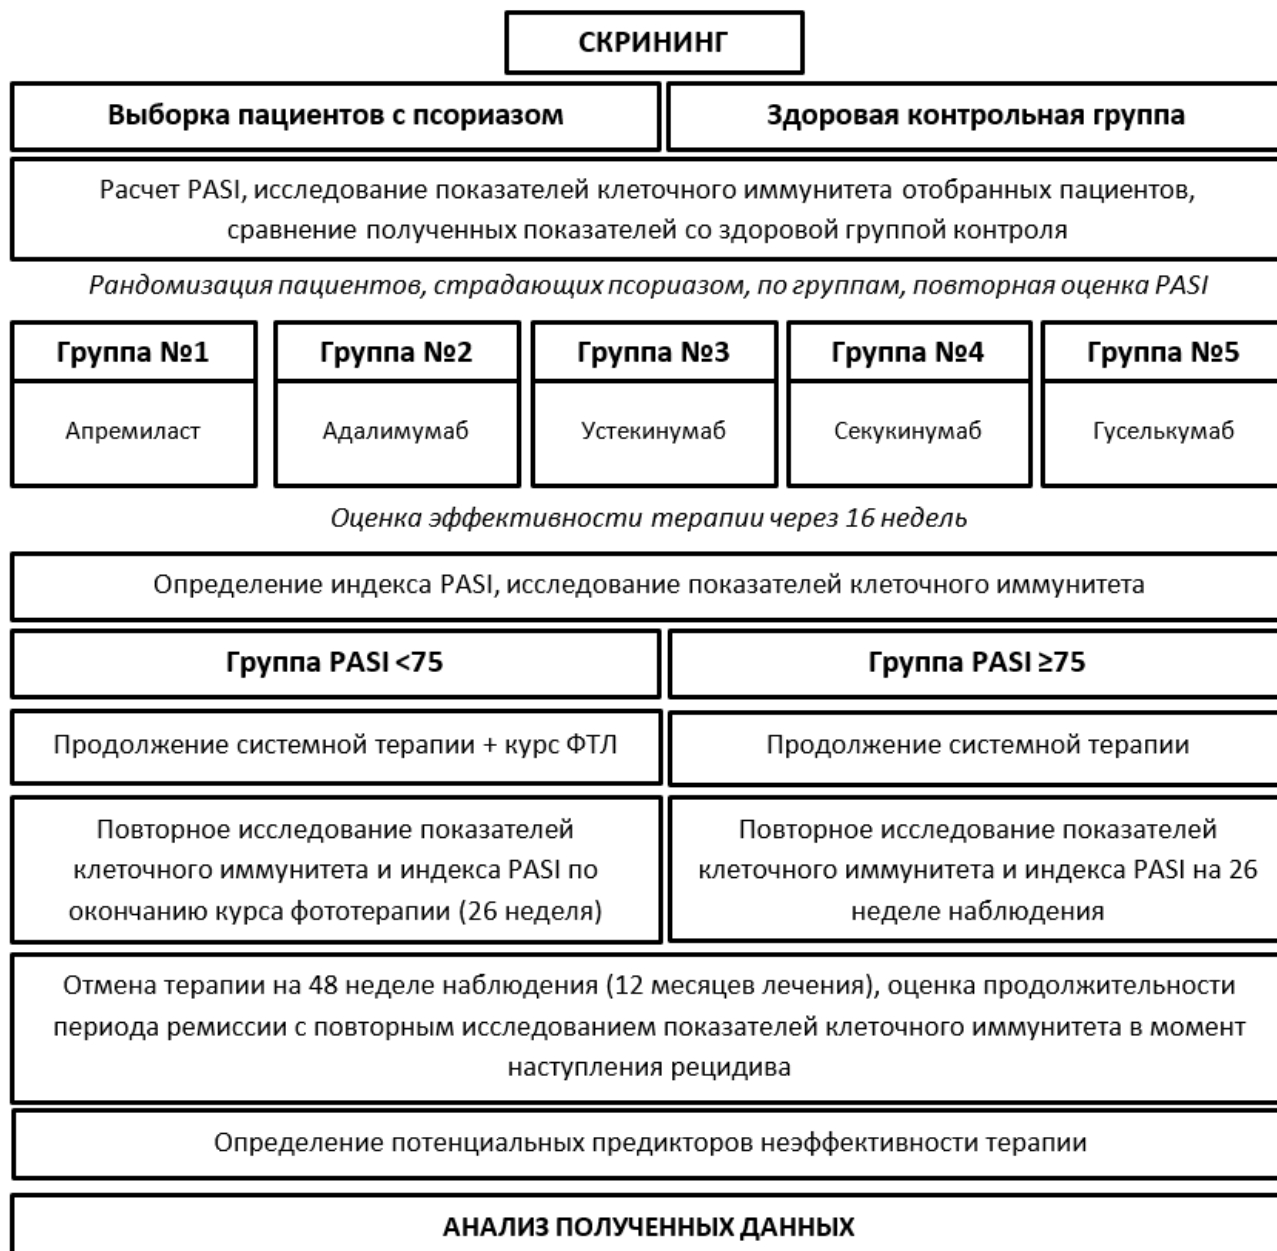 СКРИНИНГ
Выборка пациентов с псориазом
Здоровая контрольная группа
Расчет PASI, исследование показателей клеточного иммунитета отобранных пациентов,
сравнение полученных показателей со здоровой группой контроля
Рандомизация пациентов, страдающих псориазом, по группам, повторная оценка PASI
Группа №1
Группа №2
Группа №3
Группа №4
Группа №5
Апремиласт
Адалимумаб
Устекинумаб
Секукинумаб
Гуселькумаб
Оценка эффективности терапии через 16 недель
Определение индекса PASI, исследование показателей клеточного иммунитета
Группа PASI <75
Группа PASI ≥75
Продолжение системной терапии + курс ФТЛ
Продолжение системной терапии
Повторное исследование показателей
клеточного иммунитета и индекса PASI по
окончанию курса фототерапии (26 неделя)
Повторное исследование показателей
клеточного иммунитета и индекса PASI на 26
неделе наблюдения
Отмена терапии на 48 неделе наблюдения (12 месяцев лечения), оценка продолжительности
периода ремиссии с повторным исследованием показателей клеточного иммунитета в момент
наступления рецидива
Определение потенциальных предикторов неэффективности терапии
АНАЛИЗ ПОЛУЧЕННЫХ ДАННЫХ